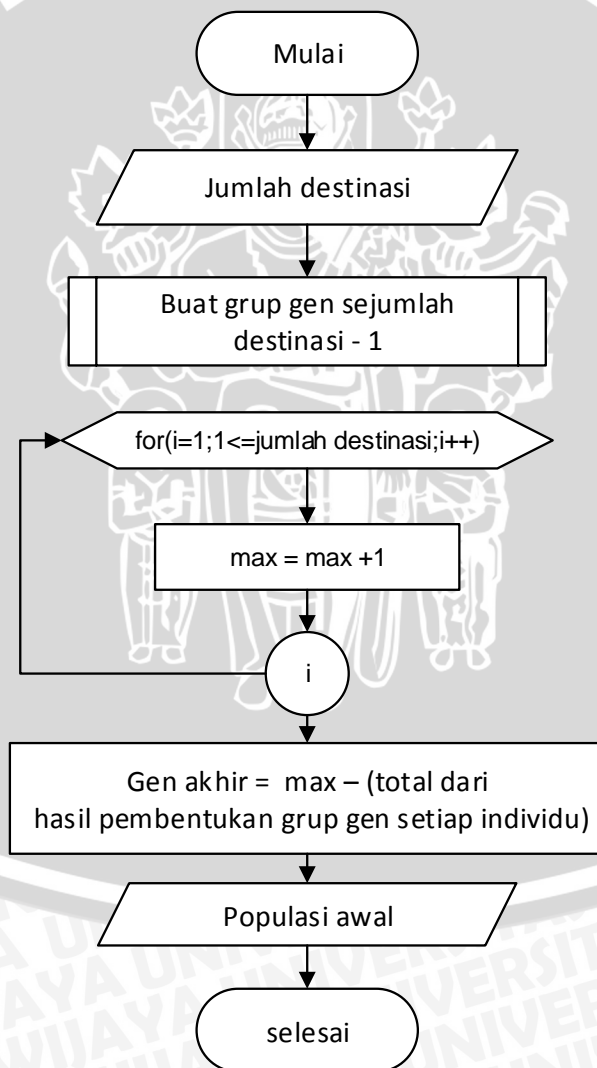 Mulai
Jumlah destinasi
Buat grup gen sejumlah
destinasi - 1
for(i=1;1<=jumlah destinasi;i++)
max = max +1
i
Gen akhir = max – (total dari
hasil pembentukan grup gen setiap individu)
Populasi awal
selesai